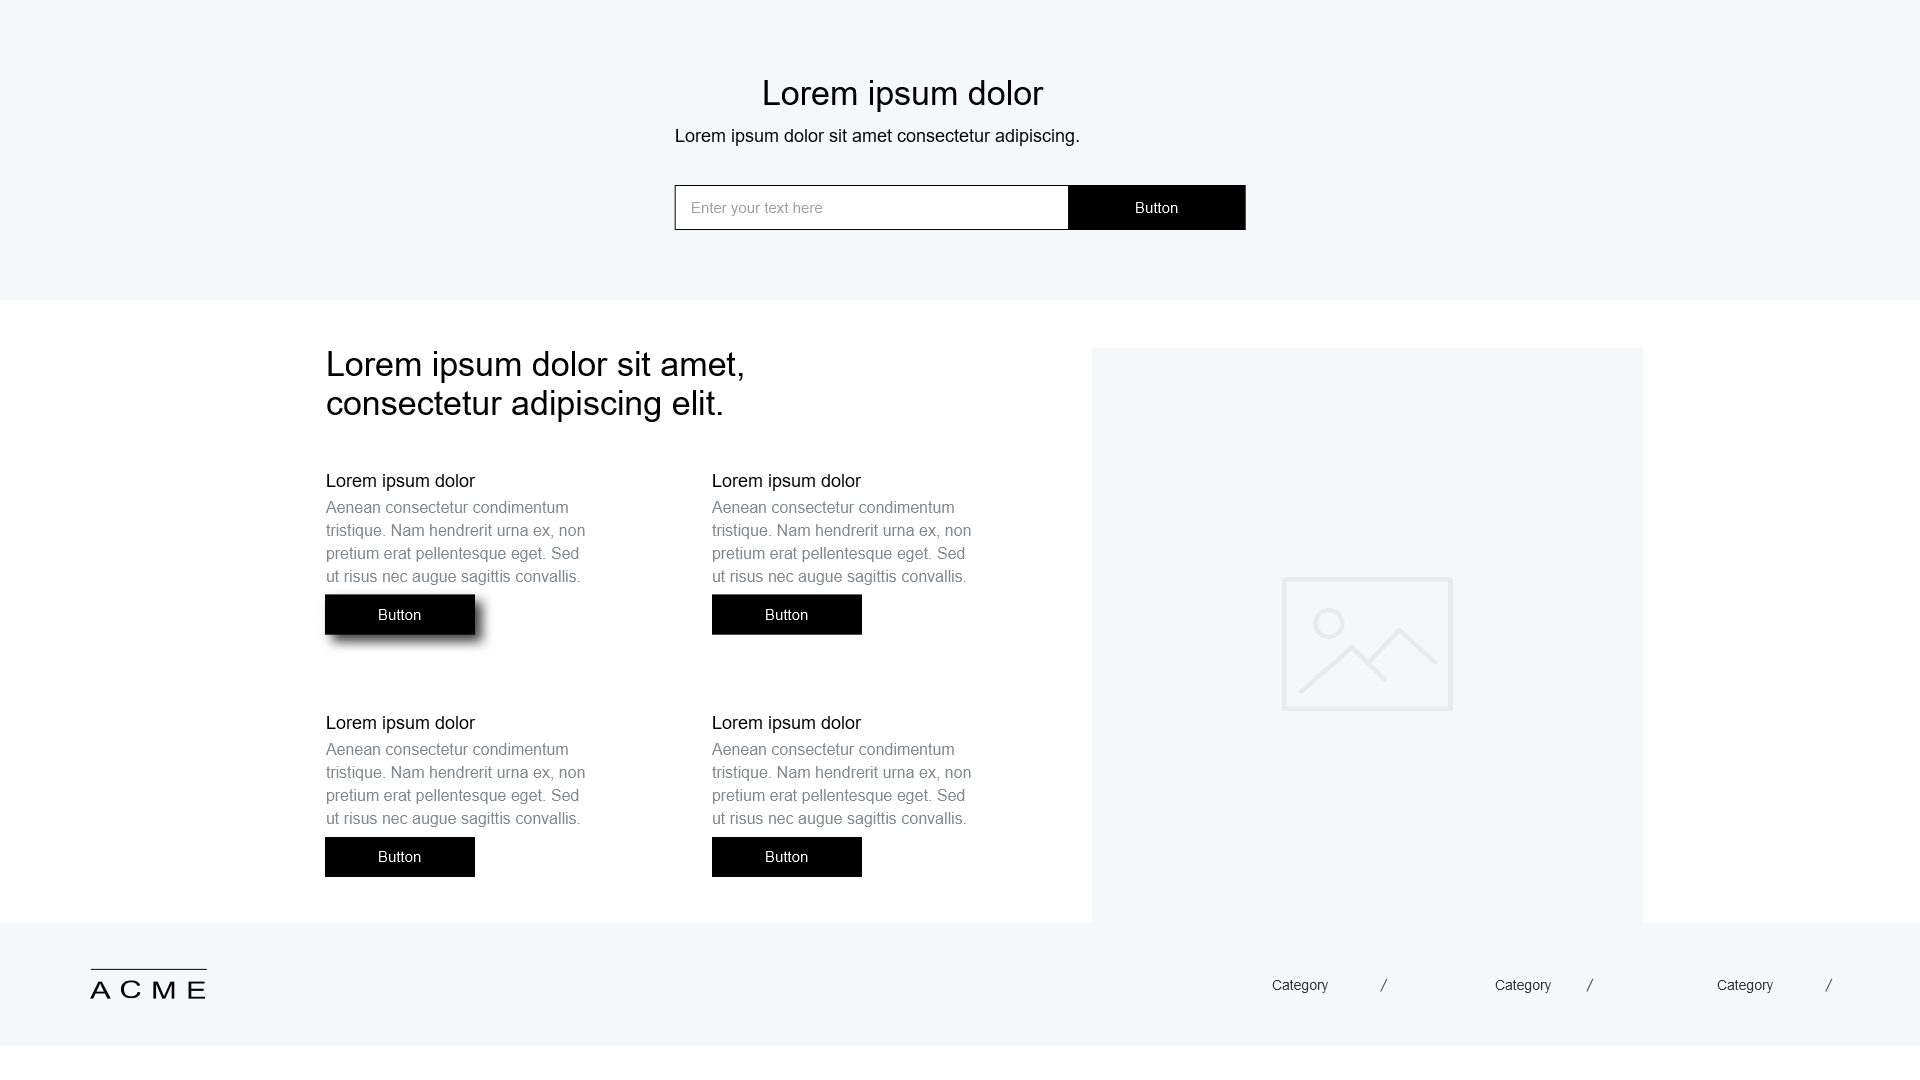 Lorem ipsum dolor
Lorem ipsum dolor sit amet consectetur adipiscing.
Enter your text here
Button
Lorem ipsum dolor sit amet,
consectetur adipiscing elit.
Lorem ipsum dolor
Aenean consectetur condimentum
tristique. Nam hendrerit urna ex, non
pretium erat pellentesque eget. Sed
ut risus nec augue sagittis convallis.
Button
Lorem ipsum dolor
Aenean consectetur condimentum
tristique. Nam hendrerit urna ex, non
pretium erat pellentesque eget. Sed
ut risus nec augue sagittis convallis.
Button
Lorem ipsum dolor
Aenean consectetur condimentum
tristique. Nam hendrerit urna ex, non
pretium erat pellentesque eget. Sed
ut risus nec augue sagittis convallis.
Button
Lorem ipsum dolor
Aenean consectetur condimentum
tristique. Nam hendrerit urna ex, non
pretium erat pellentesque eget. Sed
ut risus nec augue sagittis convallis.
Button
ACME
Category / Category / Category /